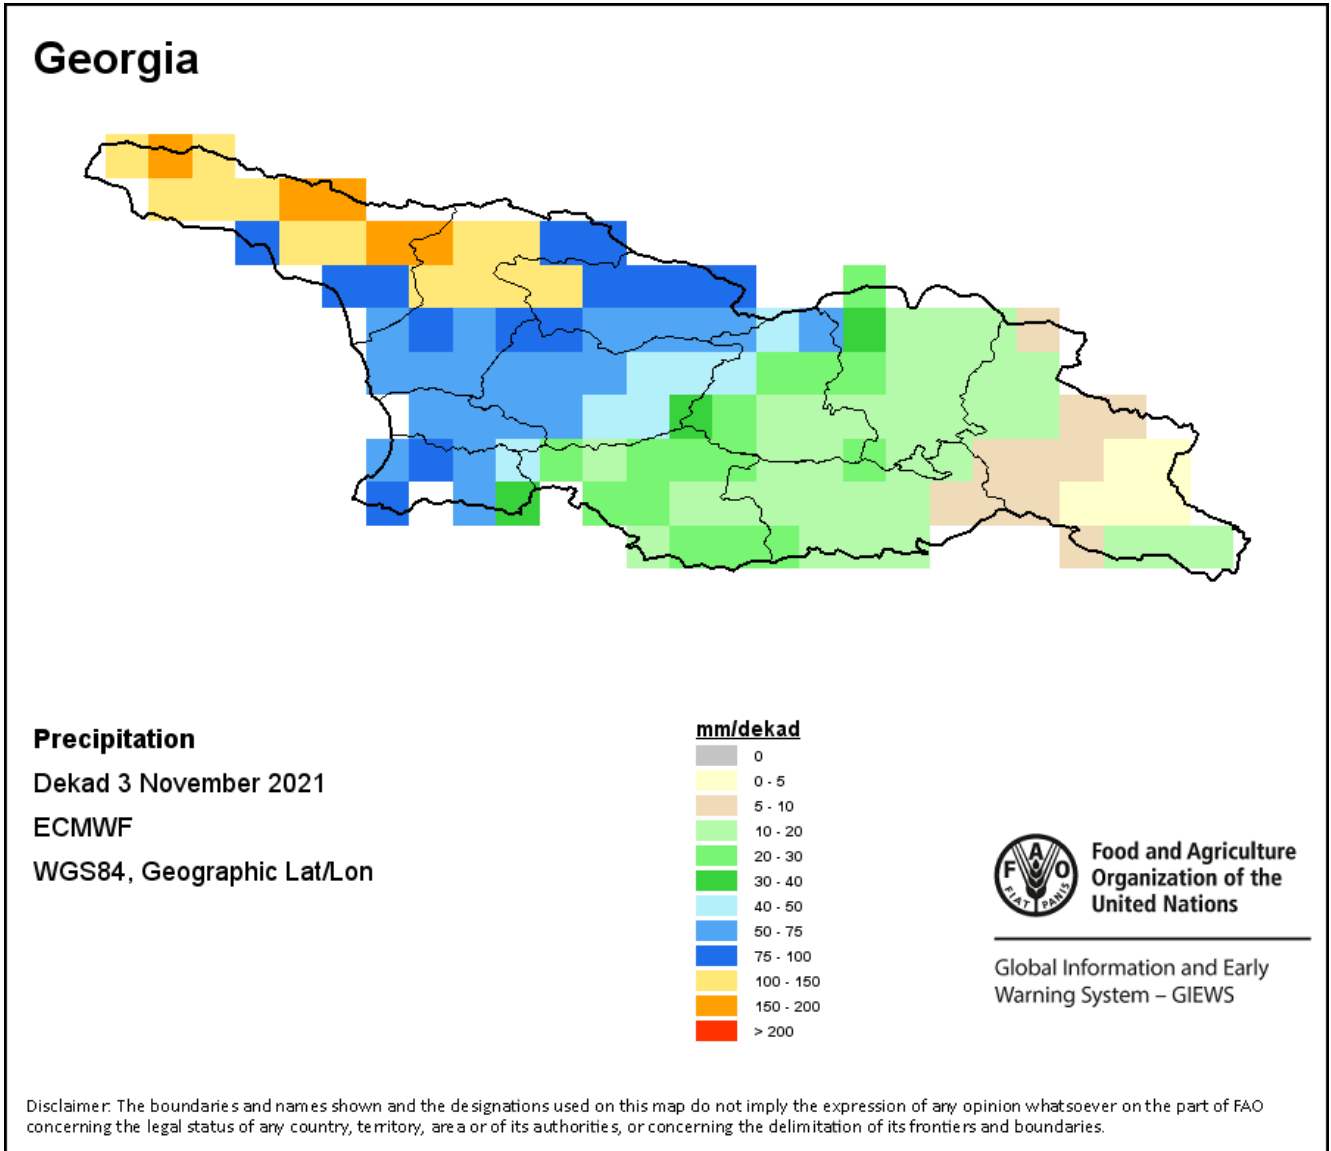 Georgia
Precipitation
Dekad 3 November 2021
ECMWF
WGS84, Geographic Lat/Lon
mm/dekad
0
0 - 5
5 - 10
10 - 20
20 - 30
30 - 40
40 - 50
50 - 75
75 - 100
100 - 150
150 - 200
> 200
F A O
FIAT PANIS
Food and Agriculture
Organization of the
United Nations
Global Information and Early
Warning System – GIEWS
Disclaimer: The boundaries and names shown and the designations used on this map do not imply the expression of any opinion whatsoever on the part of FAO
concerning the legal status of any country, territory, area or of its authorities, or concerning the delimitation of its frontiers and boundaries.